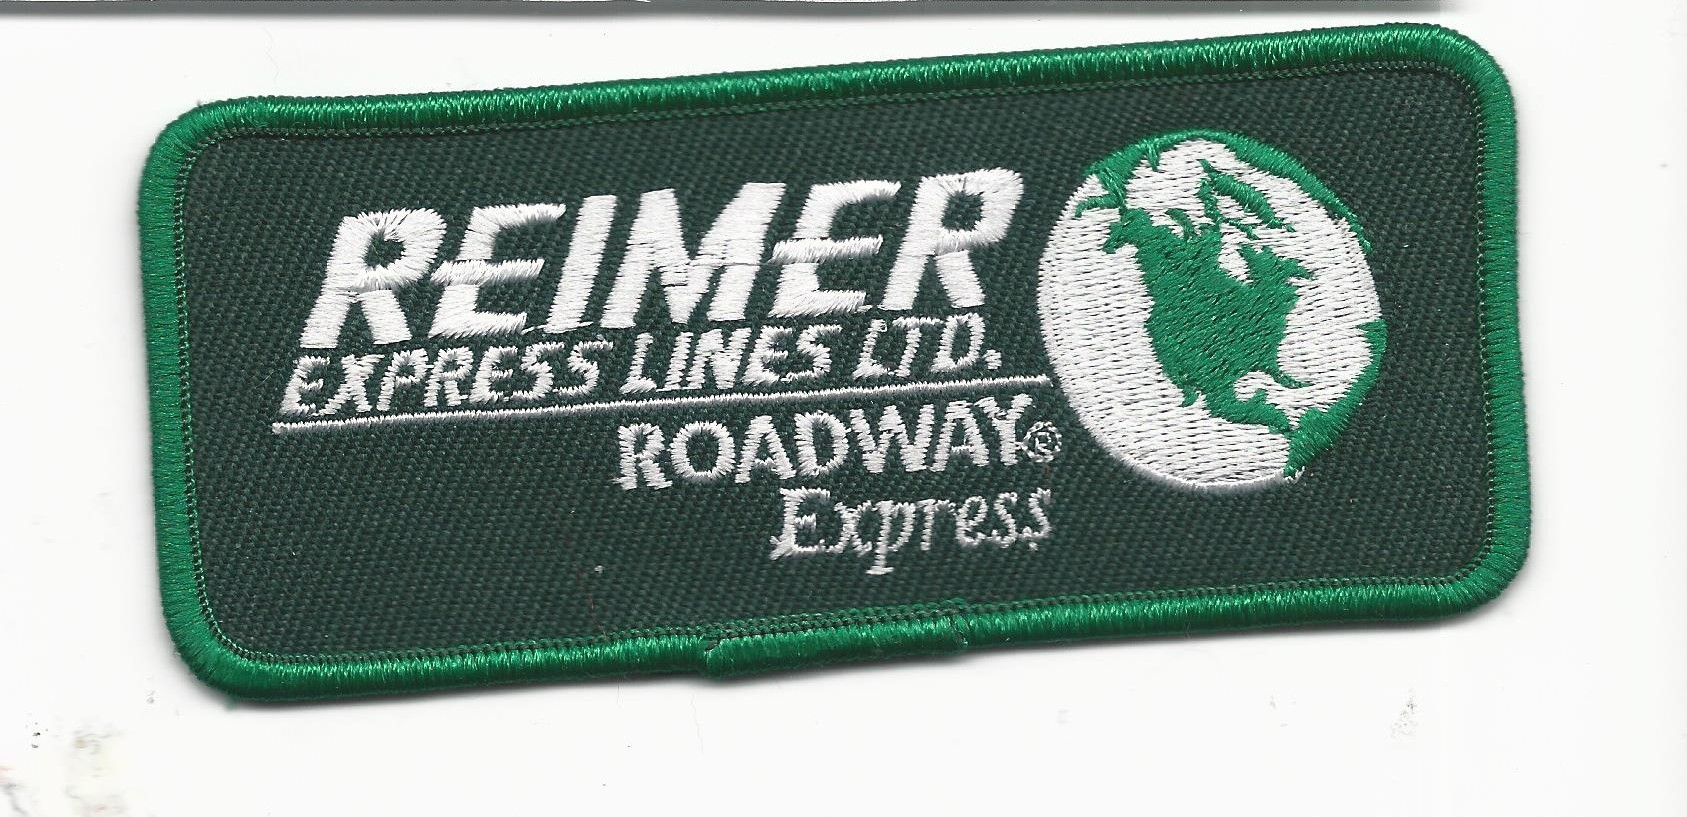 REIMER
EXPRESS LINES LTD.
ROADWAY®
Express